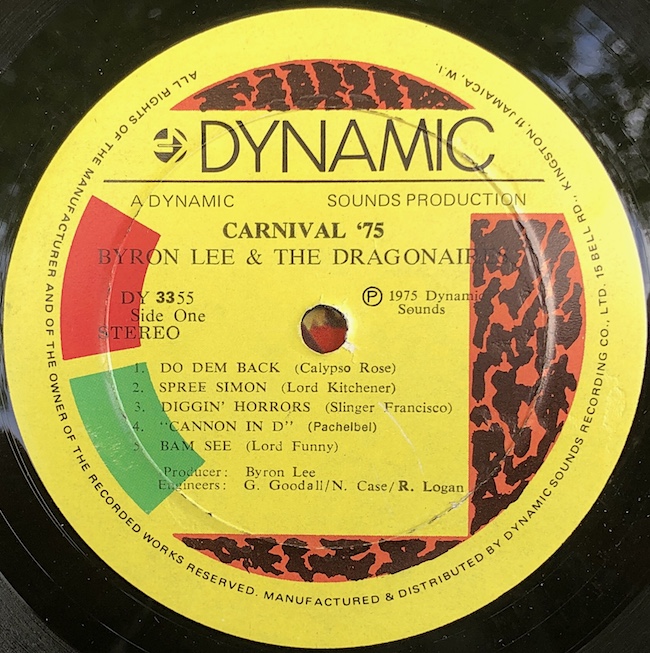 DYNAMIC
A DYNAMIC SOUNDS PRODUCTION
CARNIVAL '75
BYRON LEE & THE DRAGONAIRES
DY 3355
Side One
STEREO
℗ 1975 Dynamic
Sounds
1. DO DEM BACK (Calypso Rose)
2. SPREE SIMON (Lord Kitchener)
3. DIGGIN' HORRORS (Slinger Francisco)
4. "CANNON IN D" (Pachelbel)
5. BAM SEE (Lord Funny)
Producer: Byron Lee
Engineers: G. Goodall/N. Case/R. Logan
ALL RIGHTS OF THE MANUFACTURER AND OF THE OWNER OF THE RECORDED WORKS RESERVED. MANUFACTURED & DISTRIBUTED BY DYNAMIC SOUNDS RECORDING CO., LTD. 15 BELL RD., KINGSTON 11 JAMAICA, W.I.